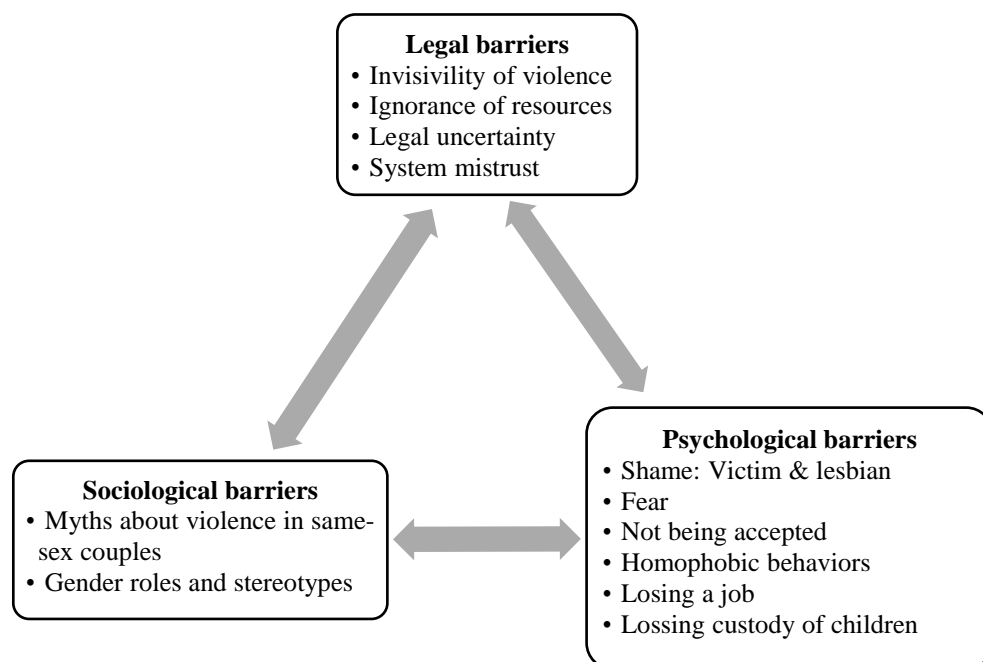 Legal barriers
• Invisivility of violence
• Ignorance of resources
• Legal uncertainty
• System mistrust
Sociological barriers
• Myths about violence in same-
sex couples
• Gender roles and stereotypes
Psychological barriers
• Shame: Victim & lesbian
• Fear
• Not being accepted
• Homophobic behaviors
• Losing a job
• Lossing custody of children